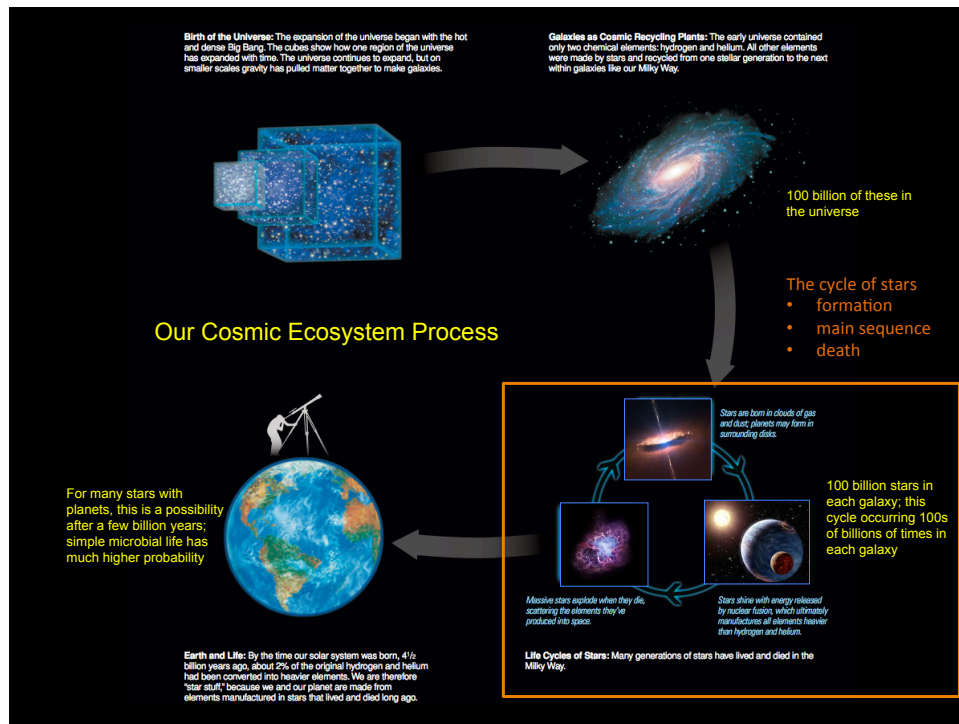 Birth of the Universe: The expansion of the universe began with the hot
and dense Big Bang. The cubes show how one region of the universe
has expanded with time. The universe continues to expand, but on
smaller scales gravity has pulled matter together to make galaxies.
Galaxies as Cosmic Recycling Plants: The early universe contained
only two chemical elements: hydrogen and helium. All other elements
were made by stars and recycled from one stellar generation to the next
within galaxies like our Milky Way.
100 billion of these in
the universe
The cycle of stars
• formation
• main sequence
• death
Our Cosmic Ecosystem Process
Stars are born in clouds of gas
and dust; planets may form in
surrounding disks.
100 billion stars in
each galaxy; this
cycle occurring 100s
of billions of times in
each galaxy
For many stars with
planets, this is a possibility
after a few billion years;
simple microbial life has
much higher probability
Massive stars explode when they die,
scattering the elements they've
produced into space.
Stars shine with energy released
by nuclear fusion, which ultimately
manufactures all elements heavier
than hydrogen and helium.
Earth and Life: By the time our solar system was born, 4½
billion years ago, about 2% of the original hydrogen and helium
had been converted into heavier elements. We are therefore
"star stuff," because we and our planet are made from
elements manufactured in stars that lived and died long ago.
Life Cycles of Stars: Many generations of stars have lived and died in the
Milky Way.